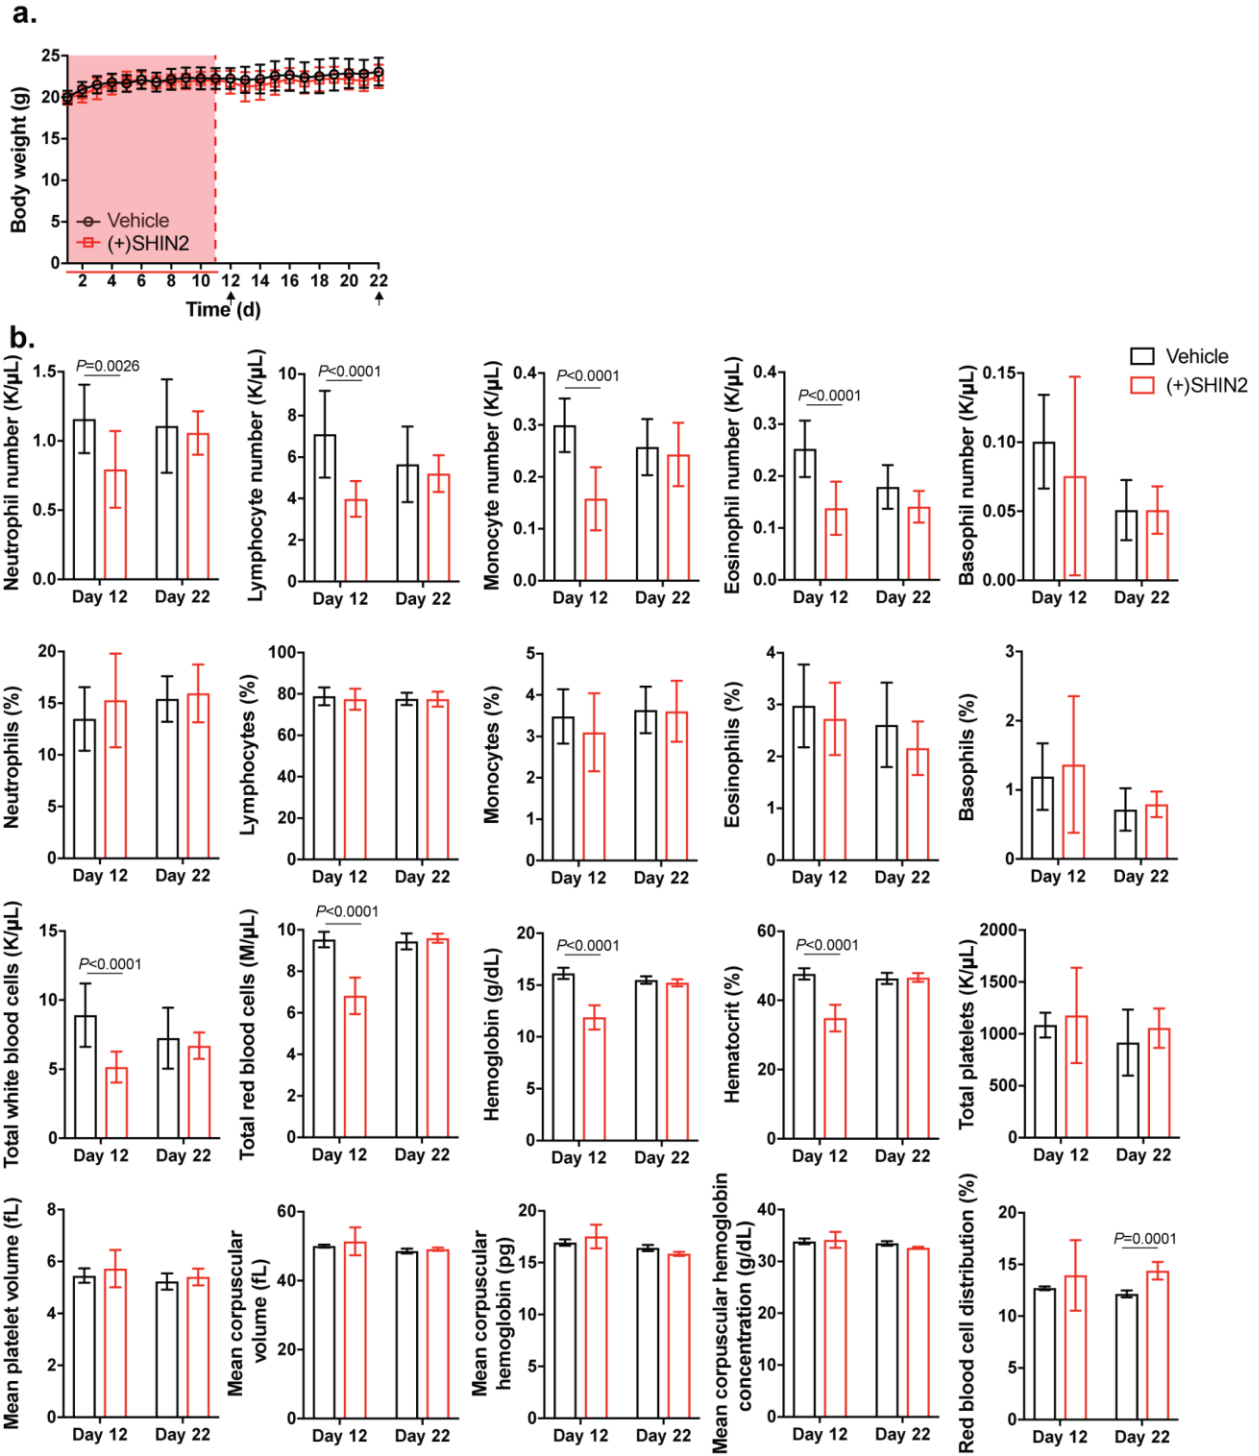 a.
Body weight (g)
25
20
15
10
5
0
Vehicle
(+)SHIN2
2 4 6 8 10 12 14 16 18 20 22
Time (d)
b.
Vehicle
(+)SHIN2
Neutrophil number (K/µL)
1.5
1.0
0.5
0.0
P=0.0026
Day 12 Day 22
Lymphocyte number (K/µL)
10
8
6
4
2
0
P<0.0001
Day 12 Day 22
Monocyte number (K/µL)
0.4
0.3
0.2
0.1
0.0
P<0.0001
Day 12 Day 22
Eosinophil number (K/µL)
0.4
0.3
0.2
0.1
0.0
P<0.0001
Day 12 Day 22
Basophil number (K/µL)
0.15
0.10
0.05
0.00
Day 12 Day 22
Neutrophils (%)
20
15
10
5
0
Day 12 Day 22
Lymphocytes (%)
100
80
60
40
20
0
Day 12 Day 22
Monocytes (%)
5
4
3
2
1
0
Day 12 Day 22
Eosinophils (%)
4
3
2
1
0
Day 12 Day 22
Basophils (%)
3
2
1
0
Day 12 Day 22
Total white blood cells (K/µL)
15
10
5
0
P<0.0001
Day 12 Day 22
Total red blood cells (M/µL)
10
8
6
4
2
0
P<0.0001
Day 12 Day 22
Hemoglobin (g/dL)
20
15
10
5
0
P<0.0001
Day 12 Day 22
Hematocrit (%)
60
40
20
0
P<0.0001
Day 12 Day 22
Total platelets (K/µL)
2000
1500
1000
500
0
Day 12 Day 22
Mean platelet volume (fL)
8
6
4
2
0
Day 12 Day 22
Mean corpuscular
volume (fL)
60
40
20
0
Day 12 Day 22
Mean corpuscular
hemoglobin (pg)
20
15
10
5
0
Day 12 Day 22
Mean corpuscular hemoglobin
concentration (g/dL)
40
30
20
10
0
Day 12 Day 22
Red blood cell distribution (%)
20
15
10
5
0
P=0.0001
Day 12 Day 22